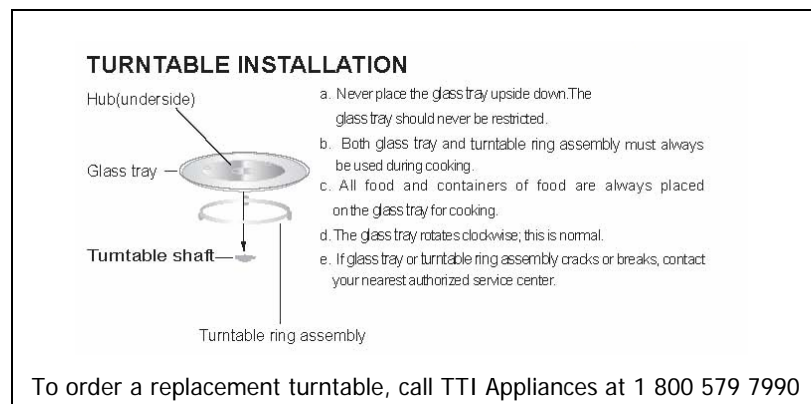 TURNTABLE INSTALLATION
Hub(underside)
Glass tray
Turntable shaft
Turntable ring assembly
a. Never place the glass tray upside down.The
glass tray should never be restricted.
b. Both glass tray and turntable ring assembly must always
be used during cooking.
c. All food and containers of food are always placed
on the glass tray for cooking.
d. The glass tray rotates clockwise; this is normal.
e. If glass tray or turntable ring assembly cracks or breaks, contact
your nearest authorized service center.
To order a replacement turntable, call TTI Appliances at 1 800 579 7990